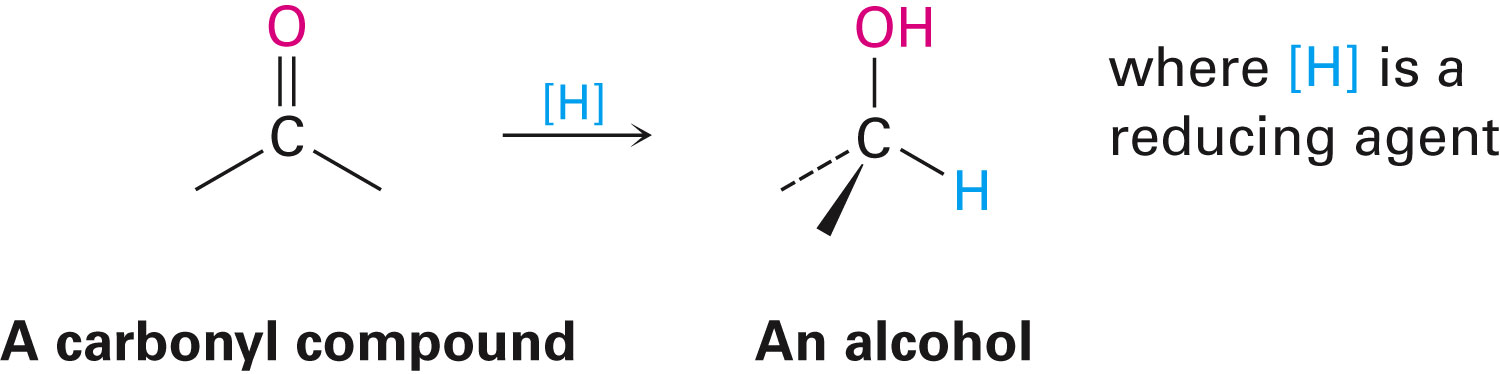 O
C
[H]
OH
C
H
where [H] is a
reducing agent
A carbonyl compound
An alcohol